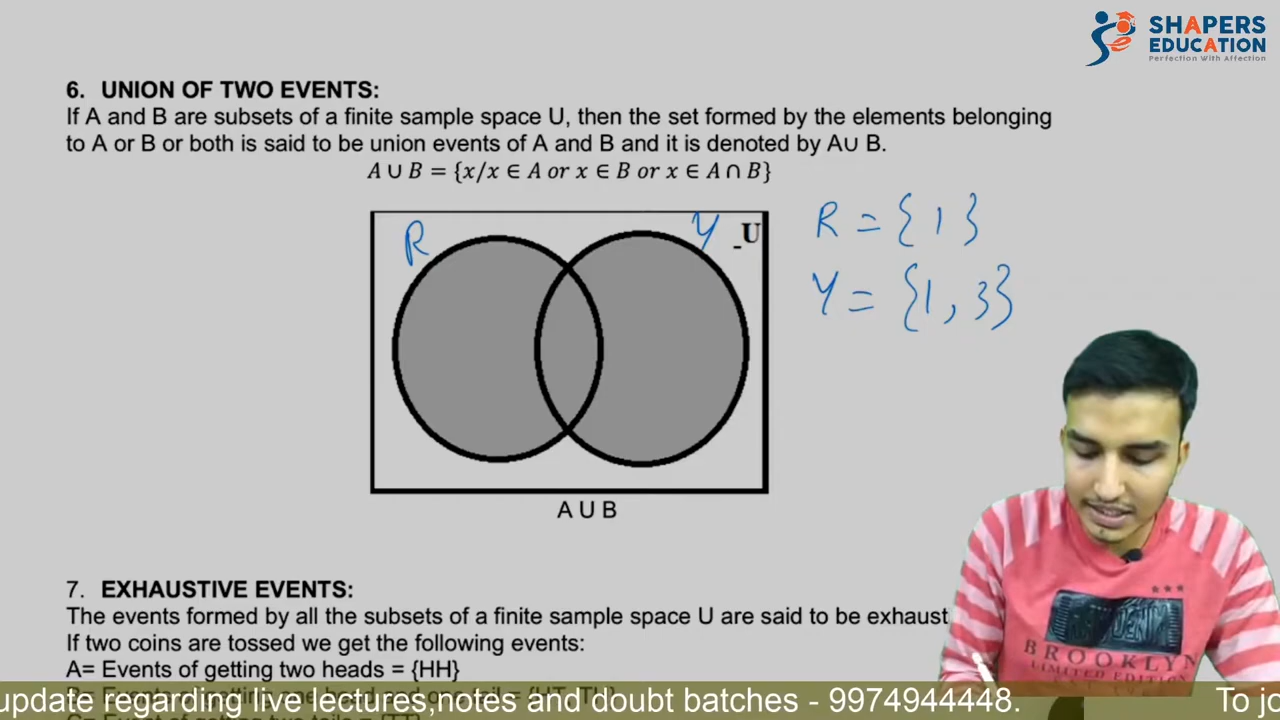 SHAPERS
EDUCATION
Perfection With Affection
6. UNION OF TWO EVENTS:
If A and B are subsets of a finite sample space U, then the set formed by the elements belonging
to A or B or both is said to be union events of A and B and it is denoted by A∪ B.
A ∪ B = {x/x ∈ A or x ∈ B or x ∈ A ∩ B}
R
Y
U
R = {1}
Y = {1, 3}
A U B
7. EXHAUSTIVE EVENTS:
The events formed by all the subsets of a finite sample space U are said to be exhaust
If two coins are tossed we get the following events:
A= Events of getting two heads = {HH}
BROOKLYN
LIMITED EDITION
update regarding live lectures,notes and doubt batches - 9974944448. To jo